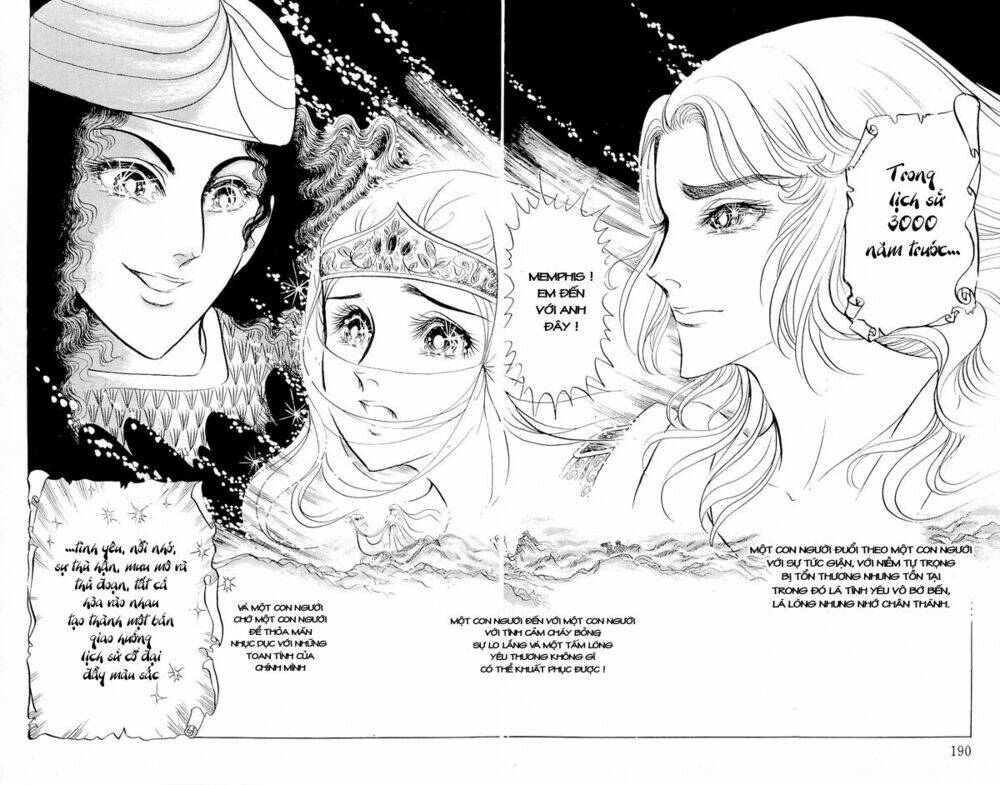 Trong
lịch sử
3000
năm trước...
MEMPHIS !
EM ĐẾN
VỚI ANH
ĐÂY !
MỘT CON NGƯỜI ĐUỔI THEO MỘT CON NGƯỜI
VỚI SỰ TỨC GIẬN, VỚI NIỀM TỰ TRỌNG
BỊ TỔN THƯƠNG NHƯNG TỒN TẠI
TRONG ĐÓ LÀ TÌNH YÊU VÔ BỜ BẾN,
LÀ LÒNG NHUNG NHỚ CHÂN THÀNH.
MỘT CON NGƯỜI ĐẾN VỚI MỘT CON NGƯỜI
VỚI TÌNH CẢM CHÁY BỎNG
SỰ LO LẮNG VÀ MỘT TẤM LÒNG
YÊU THƯƠNG KHÔNG GÌ
CÓ THỂ KHUẤT PHỤC ĐƯỢC !
VÀ MỘT CON NGƯỜI
CHỜ MỘT CON NGƯỜI
ĐỂ THỎA MÃN
NHỤC DỤC VỚI NHỮNG
TOAN TÍNH CỦA
CHÍNH MÌNH
...tình yêu, nỗi nhớ,
sự thù hận, mưu mô và
thủ đoạn, tất cả
hòa vào nhau
tạo thành một bản
giao hưởng
lịch sử cổ đại
đầy màu sắc
190